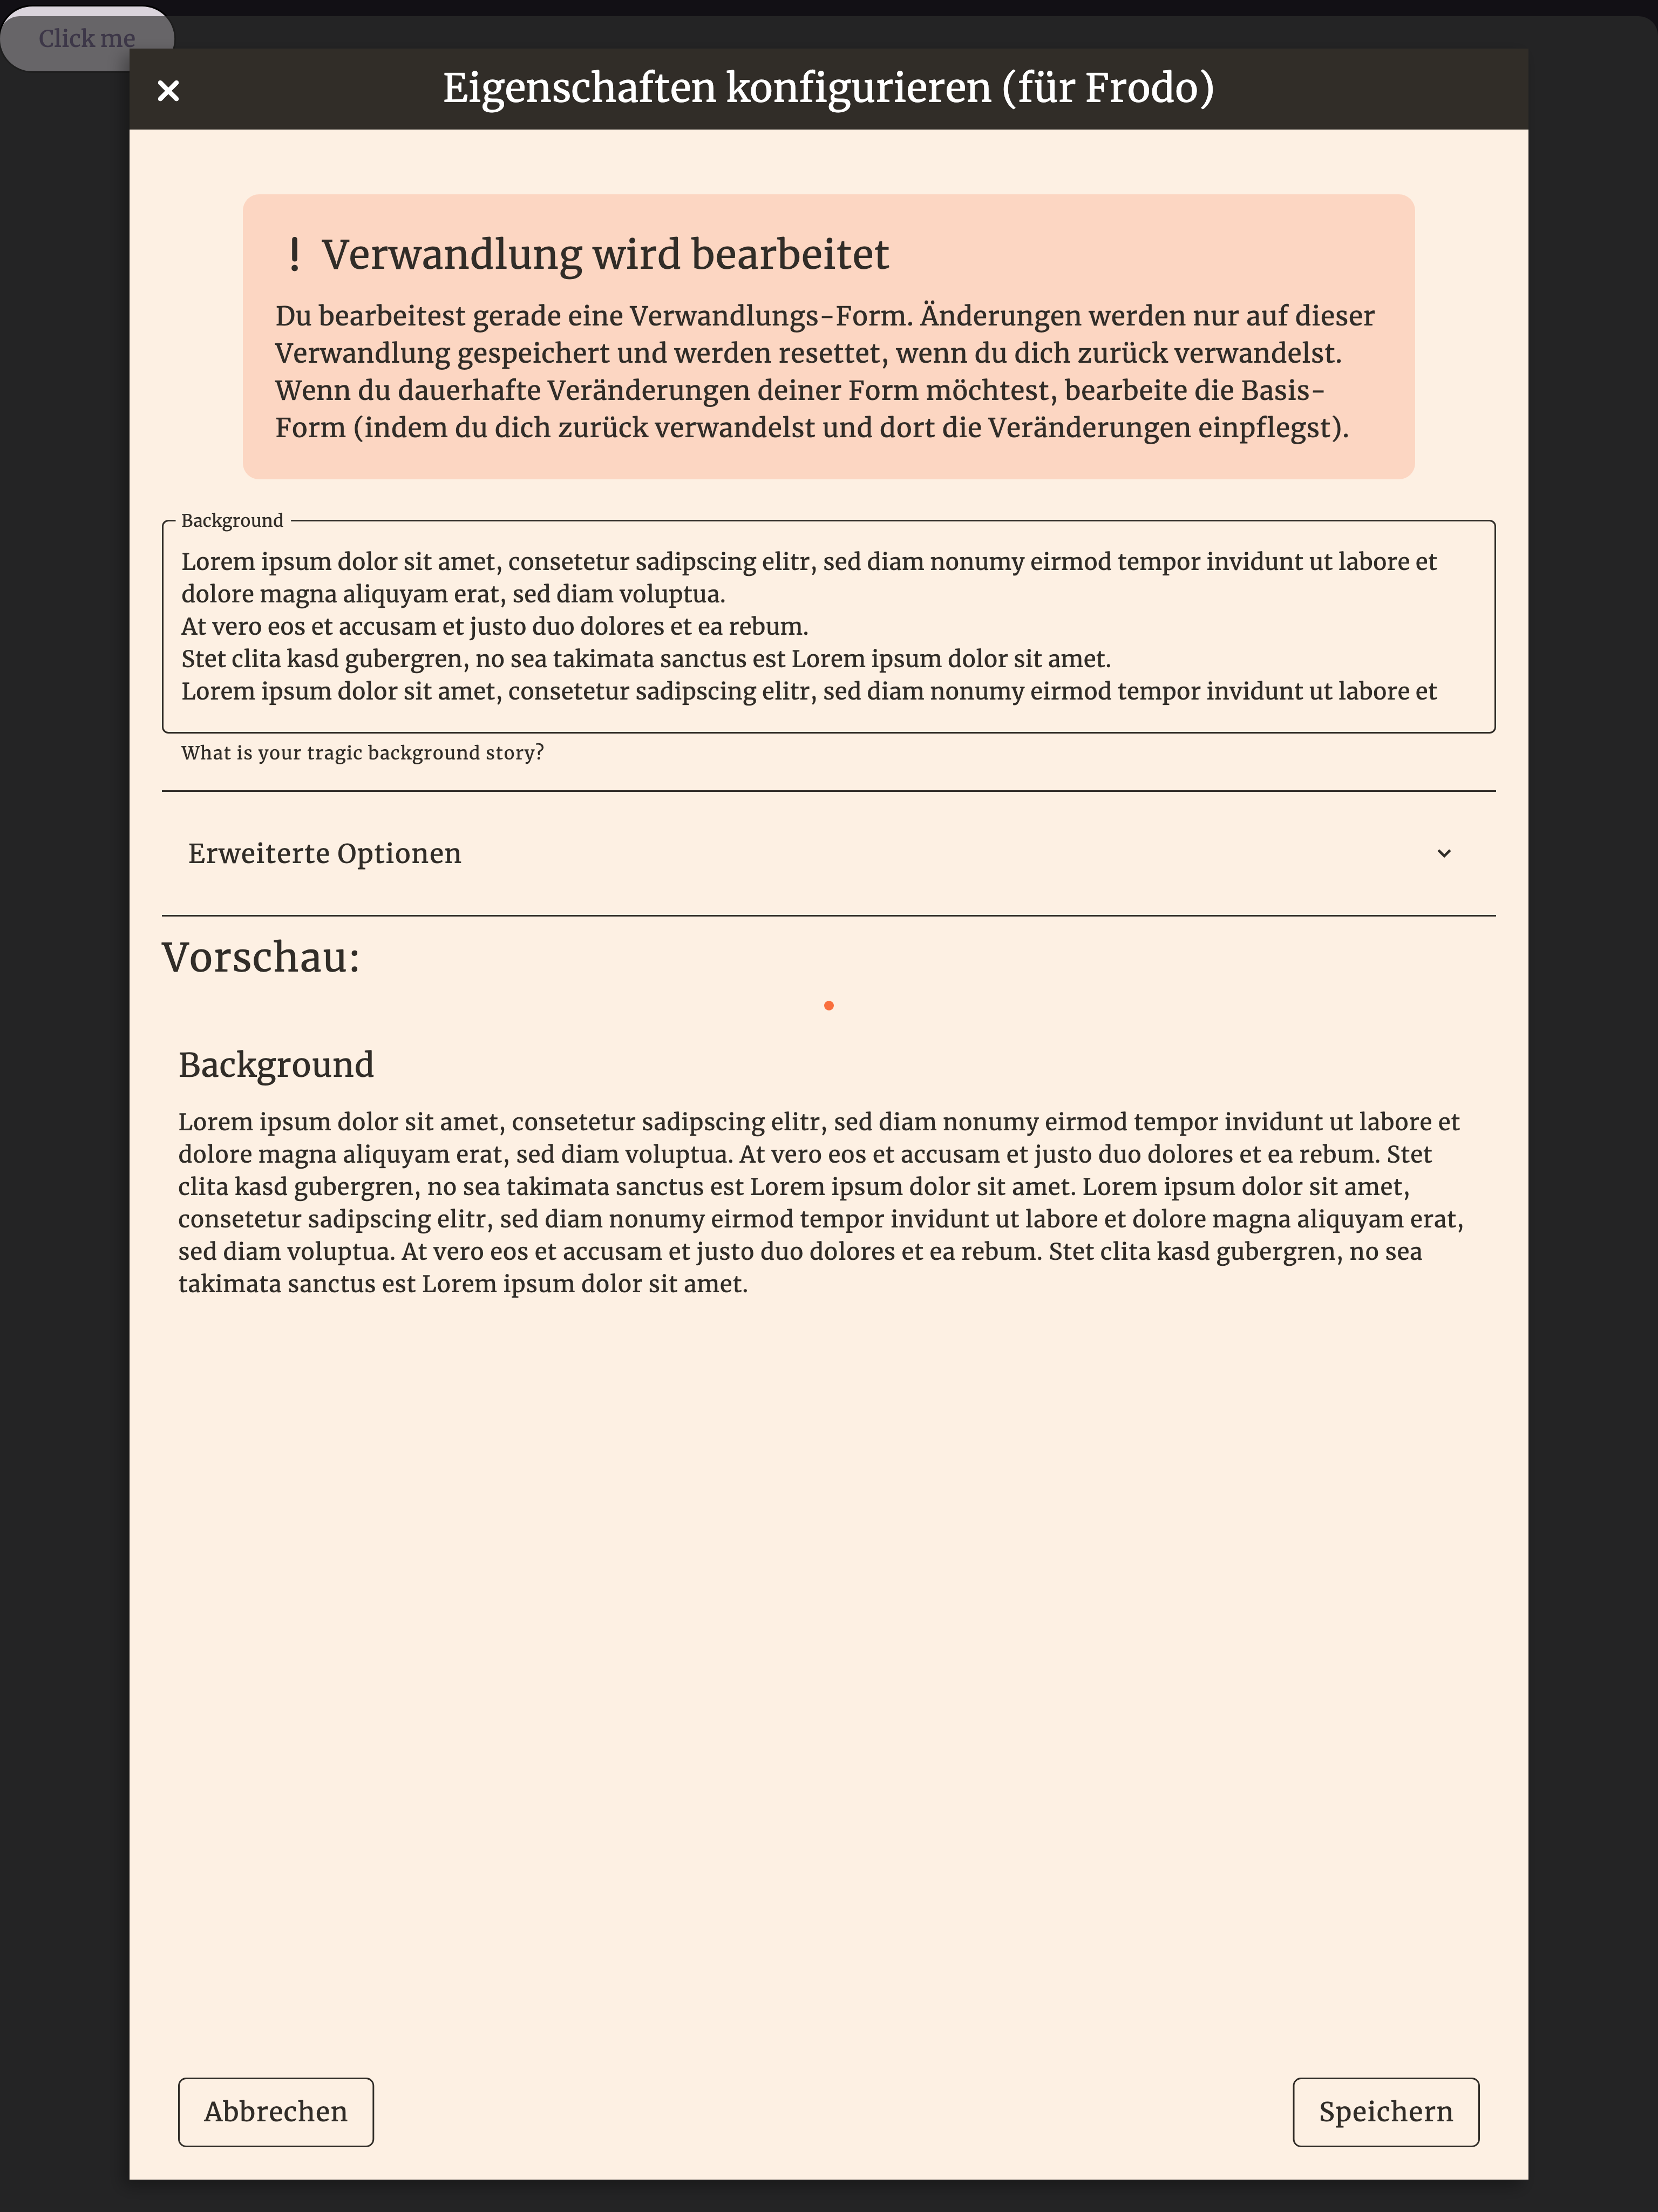 Click me
Eigenschaften konfigurieren (für Frodo)
! Verwandlung wird bearbeitet
Du bearbeitest gerade eine Verwandlungs-Form. Änderungen werden nur auf dieser
Verwandlung gespeichert und werden resettet, wenn du dich zurück verwandelst.
Wenn du dauerhafte Veränderungen deiner Form möchtest, bearbeite die Basis-
Form (indem du dich zurück verwandelst und dort die Veränderungen einpflegst).
Background
Lorem ipsum dolor sit amet, consetetur sadipscing elitr, sed diam nonumy eirmod tempor invidunt ut labore et
dolore magna aliquyam erat, sed diam voluptua.
At vero eos et accusam et justo duo dolores et ea rebum.
Stet clita kasd gubergren, no sea takimata sanctus est Lorem ipsum dolor sit amet.
Lorem ipsum dolor sit amet, consetetur sadipscing elitr, sed diam nonumy eirmod tempor invidunt ut labore et
What is your tragic background story?
Erweiterte Optionen
Vorschau:
Background
Lorem ipsum dolor sit amet, consetetur sadipscing elitr, sed diam nonumy eirmod tempor invidunt ut labore et
dolore magna aliquyam erat, sed diam voluptua. At vero eos et accusam et justo duo dolores et ea rebum. Stet
clita kasd gubergren, no sea takimata sanctus est Lorem ipsum dolor sit amet. Lorem ipsum dolor sit amet,
consetetur sadipscing elitr, sed diam nonumy eirmod tempor invidunt ut labore et dolore magna aliquyam erat,
sed diam voluptua. At vero eos et accusam et justo duo dolores et ea rebum. Stet clita kasd gubergren, no sea
takimata sanctus est Lorem ipsum dolor sit amet.
Abbrechen
Speichern